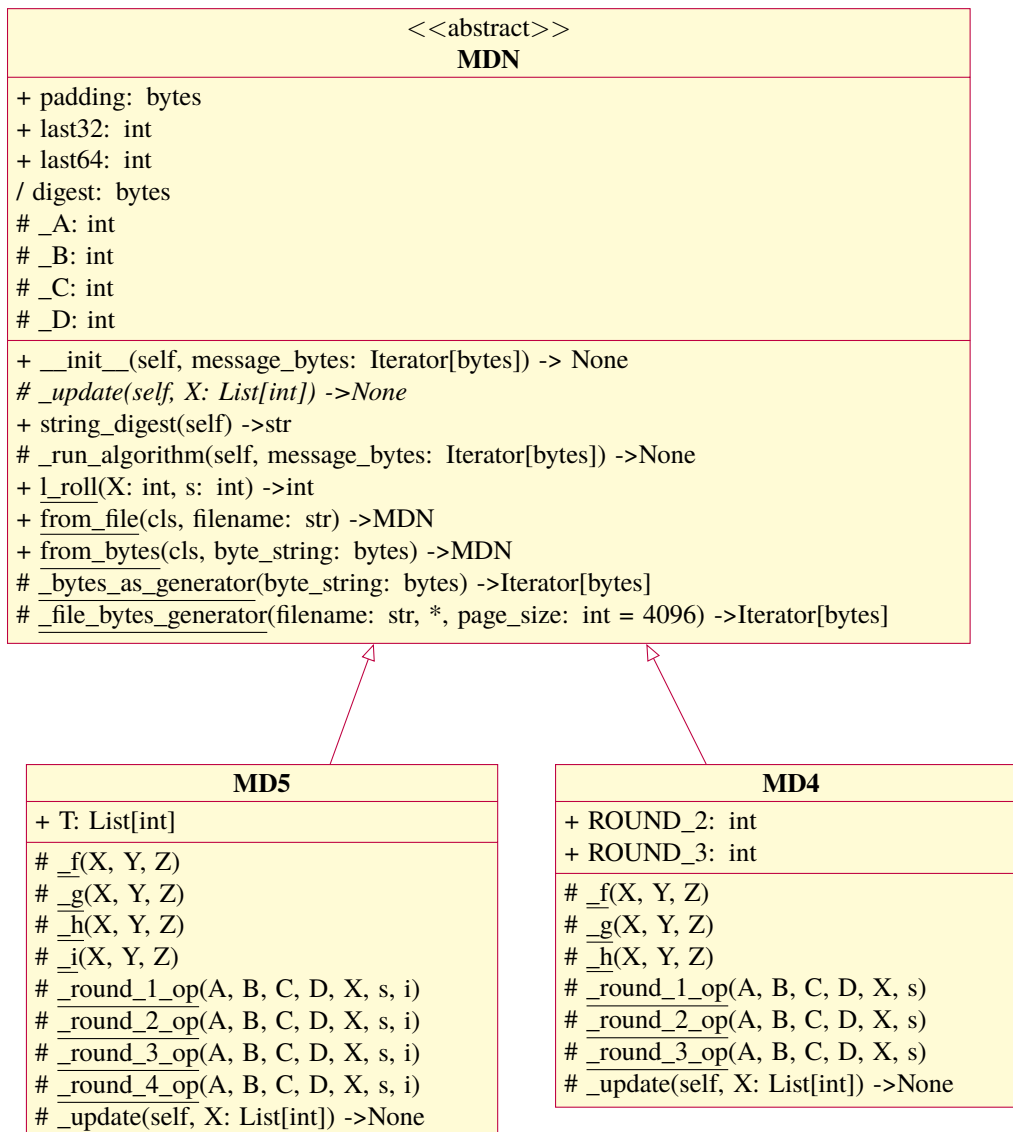 <<abstract>>
MDN
+ padding: bytes
+ last32: int
+ last64: int
/ digest: bytes
# _A: int
# _B: int
# _C: int
# _D: int
+ __init__(self, message_bytes: Iterator[bytes]) -> None
# _update(self, X: List[int]) ->None
+ string_digest(self) ->str
# _run_algorithm(self, message_bytes: Iterator[bytes]) ->None
+ l_roll(X: int, s: int) ->int
+ from_file(cls, filename: str) ->MDN
+ from_bytes(cls, byte_string: bytes) ->MDN
# _bytes_as_generator(byte_string: bytes) ->Iterator[bytes]
# _file_bytes_generator(filename: str, *, page_size: int = 4096) ->Iterator[bytes]
MD5
+ T: List[int]
# _f(X, Y, Z)
# _g(X, Y, Z)
# _h(X, Y, Z)
# _i(X, Y, Z)
# _round_1_op(A, B, C, D, X, s, i)
# _round_2_op(A, B, C, D, X, s, i)
# _round_3_op(A, B, C, D, X, s, i)
# _round_4_op(A, B, C, D, X, s, i)
# _update(self, X: List[int]) ->None
MD4
+ ROUND_2: int
+ ROUND_3: int
# _f(X, Y, Z)
# _g(X, Y, Z)
# _h(X, Y, Z)
# _round_1_op(A, B, C, D, X, s)
# _round_2_op(A, B, C, D, X, s)
# _round_3_op(A, B, C, D, X, s)
# _update(self, X: List[int]) ->None